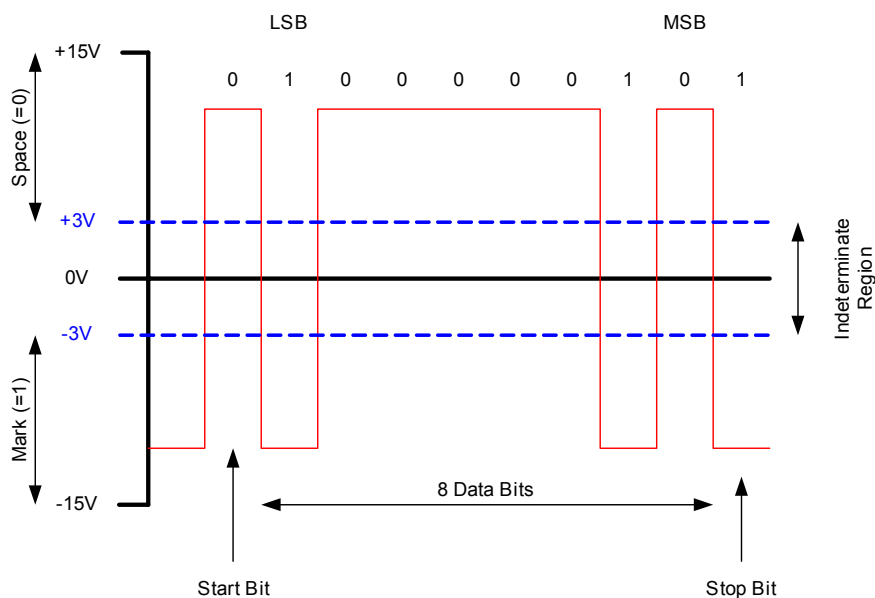 LSB MSB
+15V
0 1 0 0 0 0 0 1 0 1
Space (=0)
+3V
0V
Indeterminate
Region
-3V
Mark (=1)
8 Data Bits
-15V
Start Bit Stop Bit